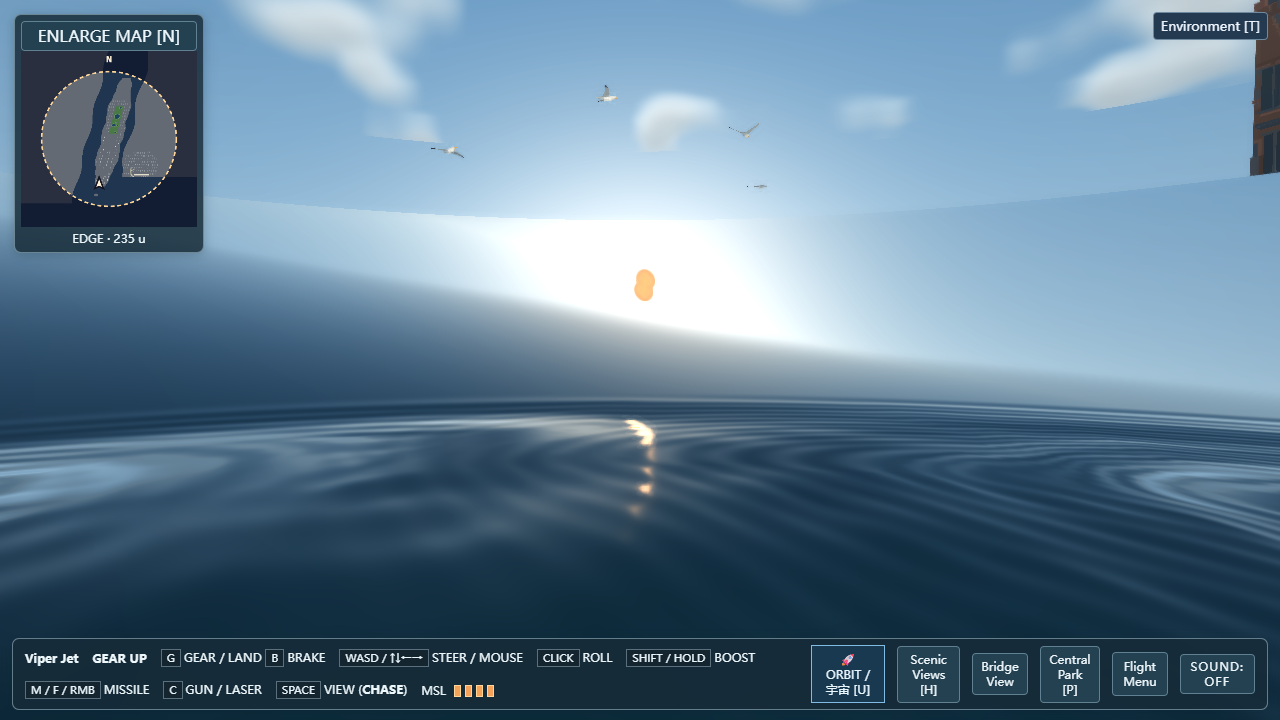 ENLARGE MAP [N]
N
EDGE · 235 u
Environment [T]
Viper Jet GEAR UP G GEAR / LAND B BRAKE WASD / ↑↓←→ STEER / MOUSE CLICK ROLL SHIFT / HOLD BOOST
M / F / RMB MISSILE C GUN / LASER SPACE VIEW (CHASE) MSL
🚀
ORBIT /
宇宙 [U]
Scenic
Views
[H]
Bridge
View
Central
Park
[P]
Flight
Menu
SOUND:
OFF